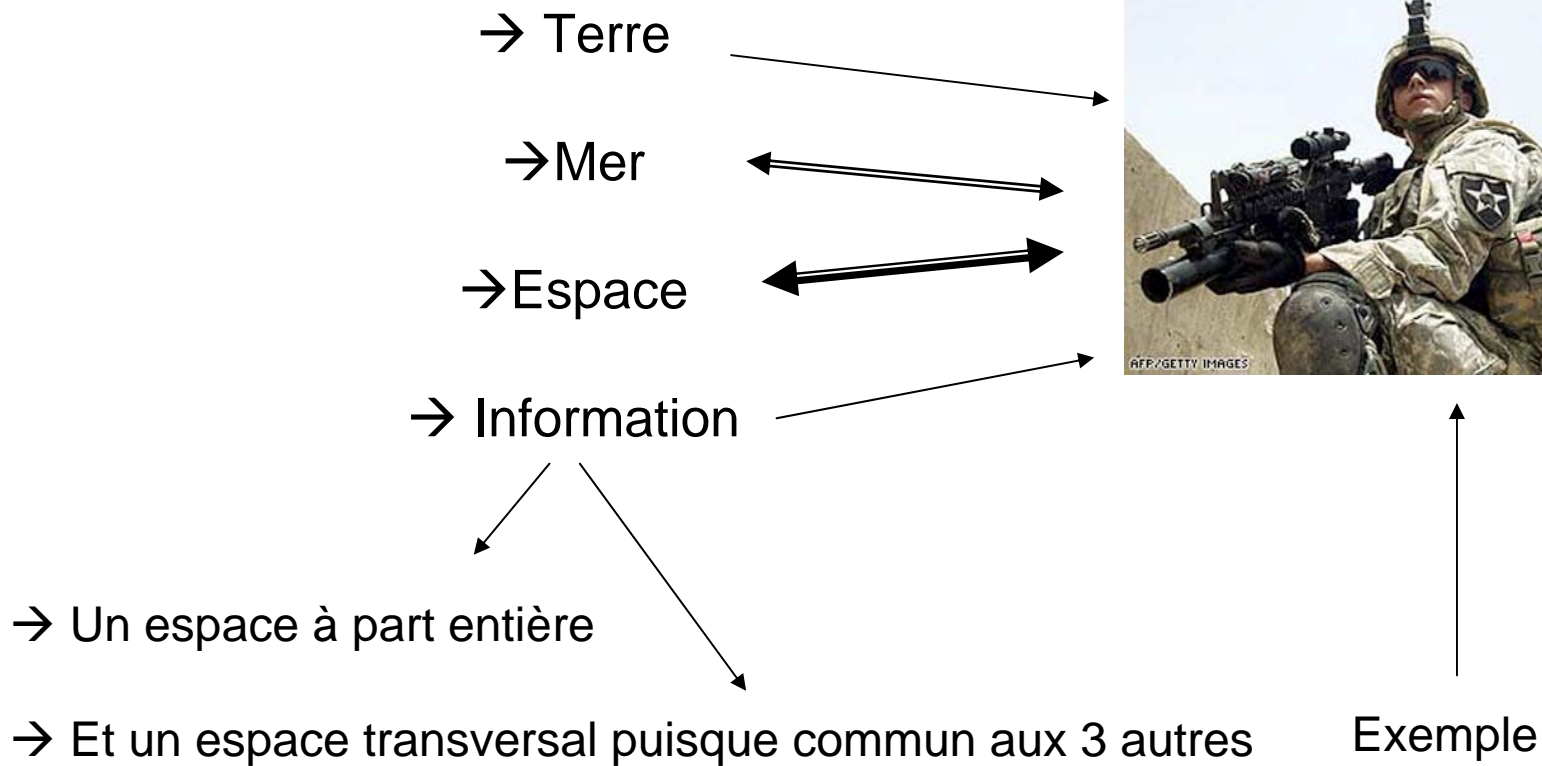 → Terre
→Mer
→Espace
AFP/GETTY IMAGES
→ Information
→ Un espace à part entière
→ Et un espace transversal puisque commun aux 3 autres
Exemple